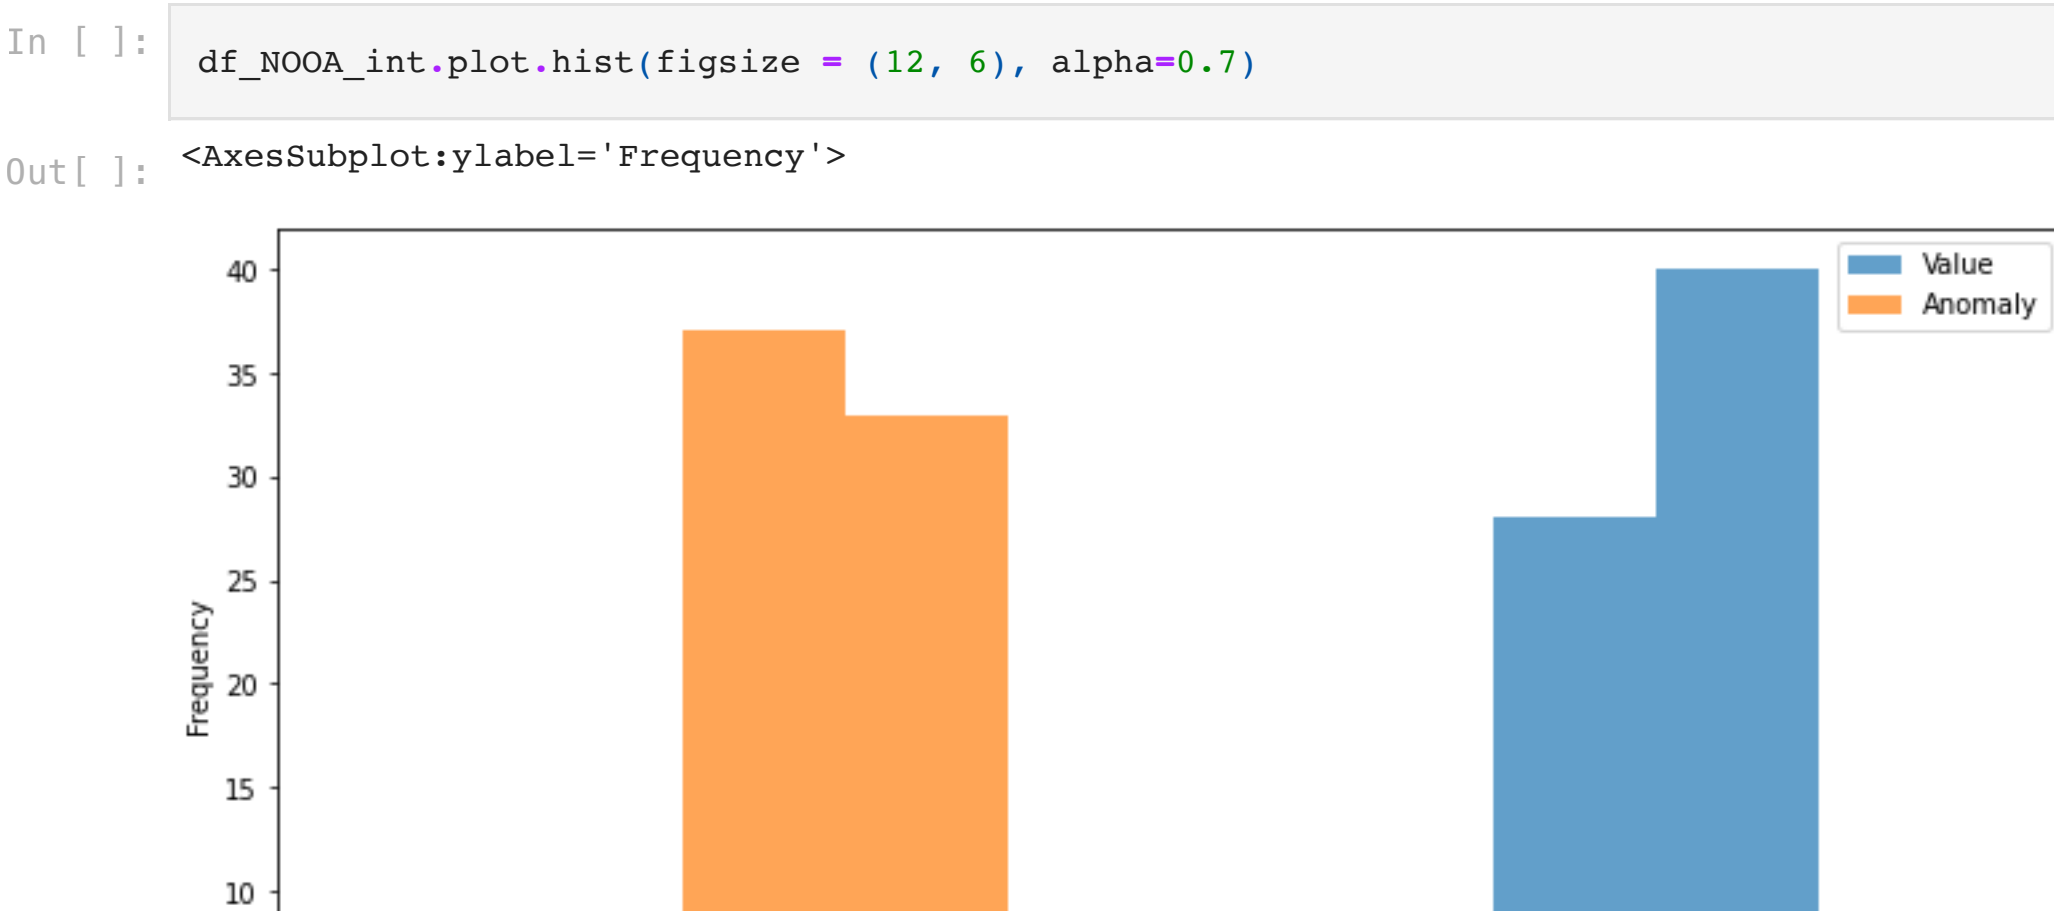 In [ ]:
df_NOOA_int.plot.hist(figsize = (12, 6), alpha=0.7)
Out[ ]:
<AxesSubplot:ylabel='Frequency'>
Value
Anomaly
40
35
30
25
20
15
10
Frequency